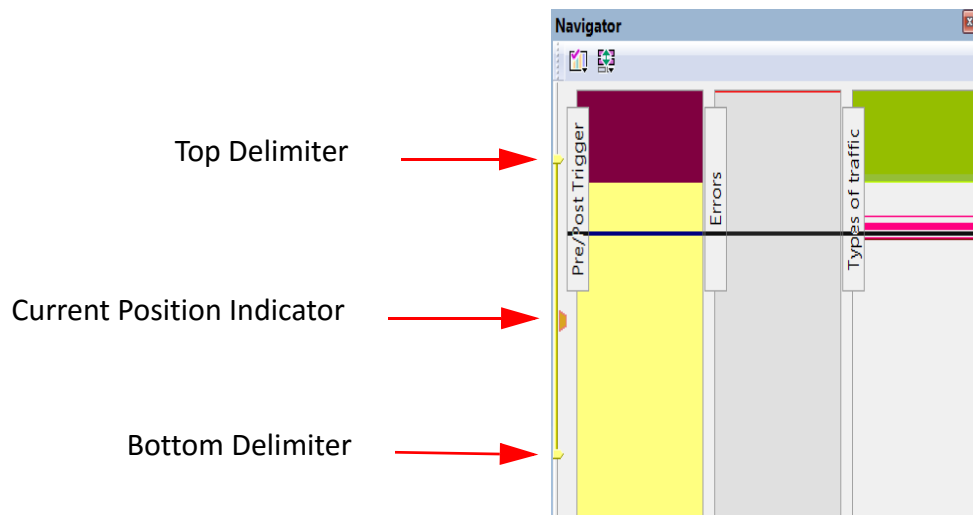 Navigator
Top Delimiter
Pre/Post Trigger
Errors
Types of traffic
Current Position Indicator
Bottom Delimiter